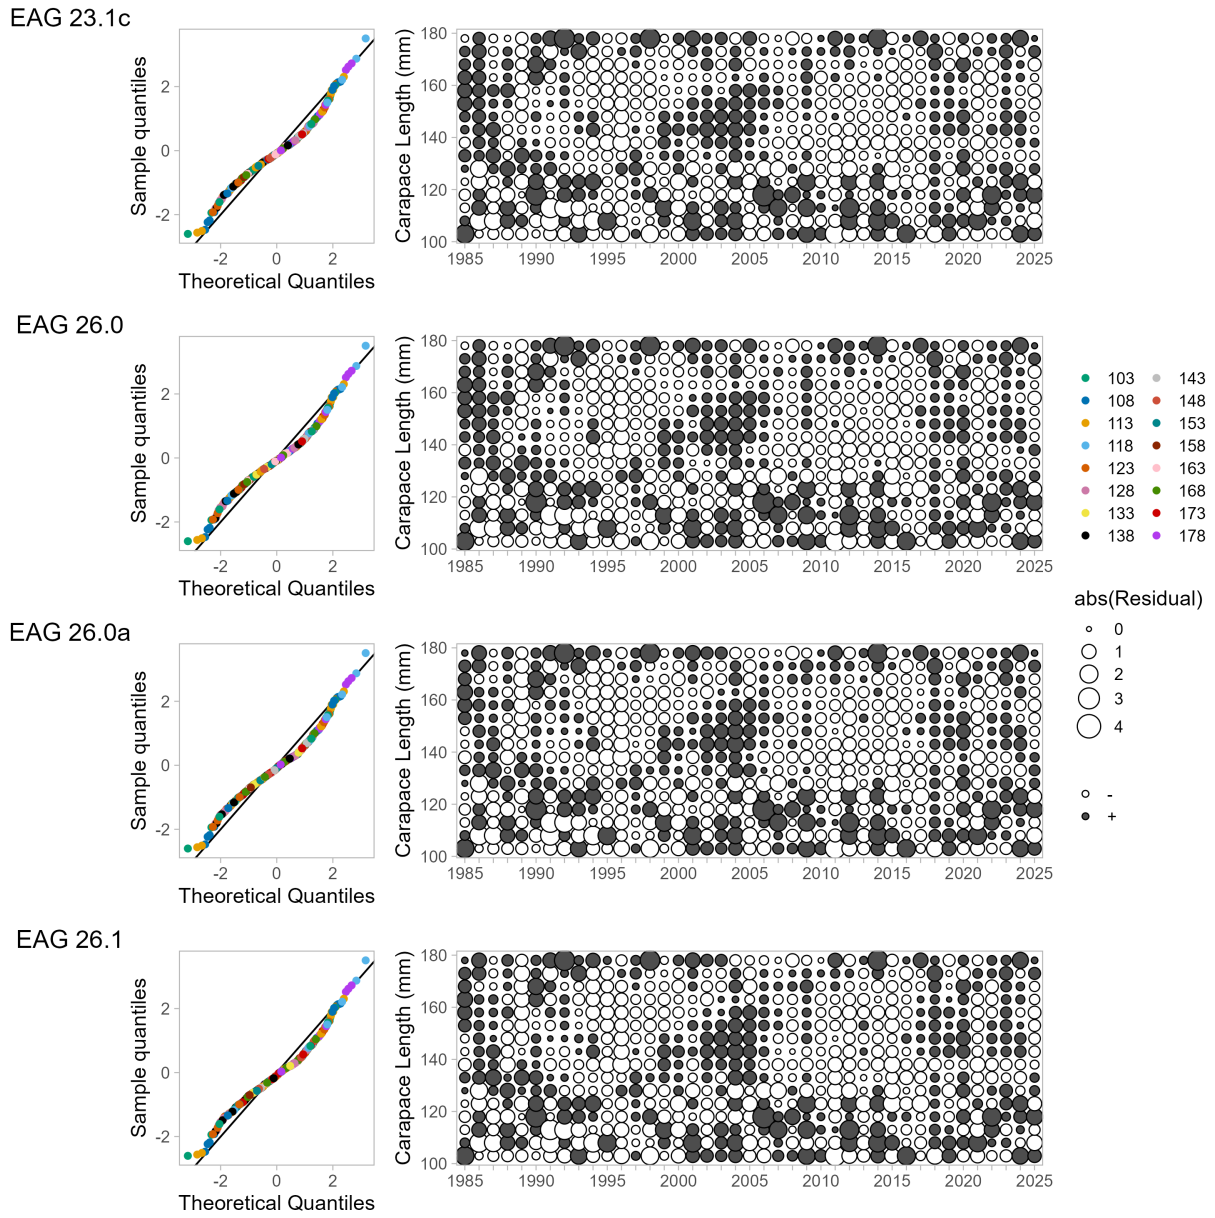 EAG 23.1c
Sample quantiles
2
0
-2
-2 0 2
Theoretical Quantiles
Carapace Length (mm)
180
160
140
120
100
1985 1990 1995 2000 2005 2010 2015 2020 2025
EAG 26.0
Sample quantiles
2
0
-2
-2 0 2
Theoretical Quantiles
Carapace Length (mm)
180
160
140
120
100
1985 1990 1995 2000 2005 2010 2015 2020 2025
EAG 26.0a
Sample quantiles
2
0
-2
-2 0 2
Theoretical Quantiles
Carapace Length (mm)
180
160
140
120
100
1985 1990 1995 2000 2005 2010 2015 2020 2025
EAG 26.1
Sample quantiles
2
0
-2
-2 0 2
Theoretical Quantiles
Carapace Length (mm)
180
160
140
120
100
1985 1990 1995 2000 2005 2010 2015 2020 2025
103 143
108 148
113 153
118 158
123 163
128 168
133 173
138 178
abs(Residual)
0
1
2
3
4
-
+